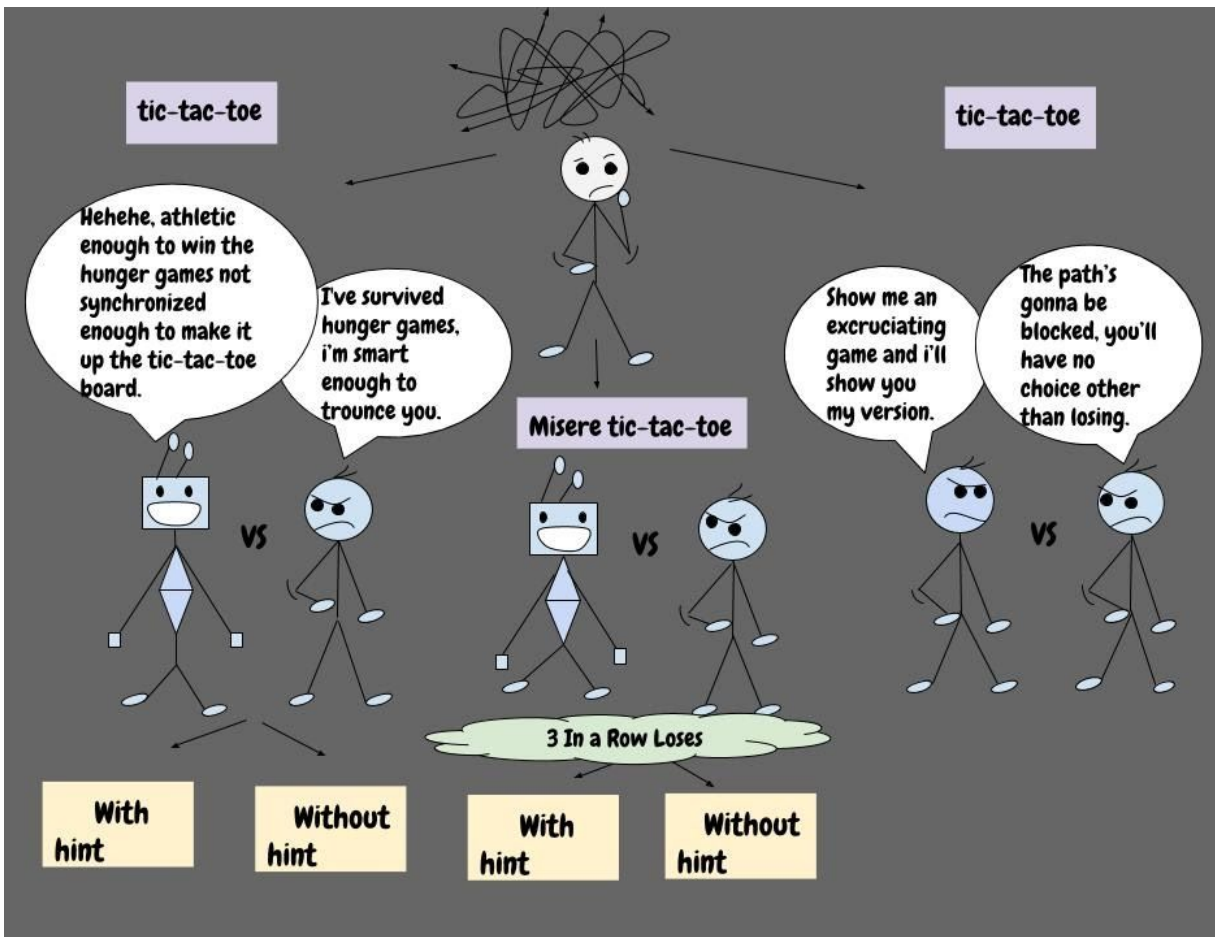 tic-tac-toe
tic-tac-toe
Hehehe, athletic
enough to win the
hunger games not
synchronized
enough to make it
up the tic-tac-toe
board.
I've survived
hunger games,
i'm smart
enough to
trounce you.
Show me an
excruciating
game and i'll
show you
my version.
The path's
gonna be
blocked, you'll
have no
choice other
than losing.
Misere tic-tac-toe
VS
VS
VS
3 In a Row Loses
With
hint
Without
hint
With
hint
Without
hint